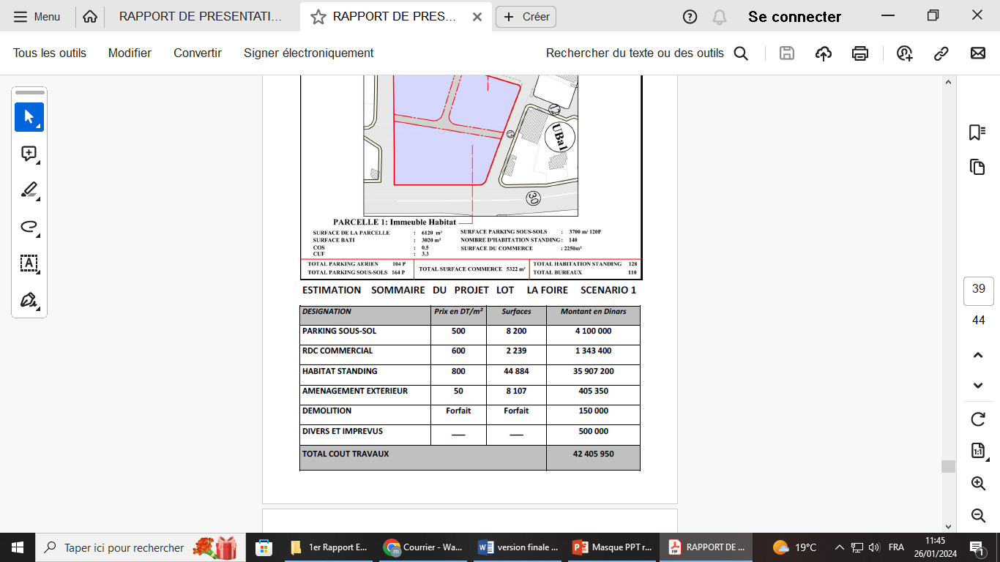 Menu
RAPPORT DE PRESENTATI...
RAPPORT DE PRES...
Créer
Se connecter
Tous les outils
Modifier
Convertir
Signer électroniquement
Rechercher du texte ou des outils
12
13
UBa1
30
PARCELLE 1: Immeuble Habitat
SURFACE DE LA PARCELLE : 6120 m² SURFACE PARKING SOUS-SOLS : 3700 m/ 120P
SURFACE BATI : 3020 m² NOMBRE D'HABITATION STANDING : 140
COS : 0.5 SURFACE DU COMMERCE : 2250m²
CUF : 3.3
TOTAL PARKING AERIEN 104 P
TOTAL PARKING SOUS-SOLS 164 P
TOTAL SURFACE COMMERCE 5322 m²
TOTAL HABITATION STANDING 128
TOTAL BUREAUX 110
ESTIMATION SOMMAIRE DU PROJET LOT LA FOIRE SCENARIO 1
DESIGNATION Prix en DT/m² Surfaces Montant en Dinars
PARKING SOUS-SOL 500 8 200 4 100 000
RDC COMMERCIAL 600 2 239 1 343 400
HABITAT STANDING 800 44 884 35 907 200
AMENAGEMENT EXTERIEUR 50 8 107 405 350
DEMOLITION Forfait Forfait 150 000
DIVERS ET IMPREVUS ___ ___ 500 000
TOTAL COUT TRAVAUX 42 405 950
39
44
1:1
A
Taper ici pour rechercher
1er Rapport E...
Courrier - Wa...
version finale ...
Masque PPT r...
RAPPORT DE ...
19°C
FRA
11:45
26/01/2024
1